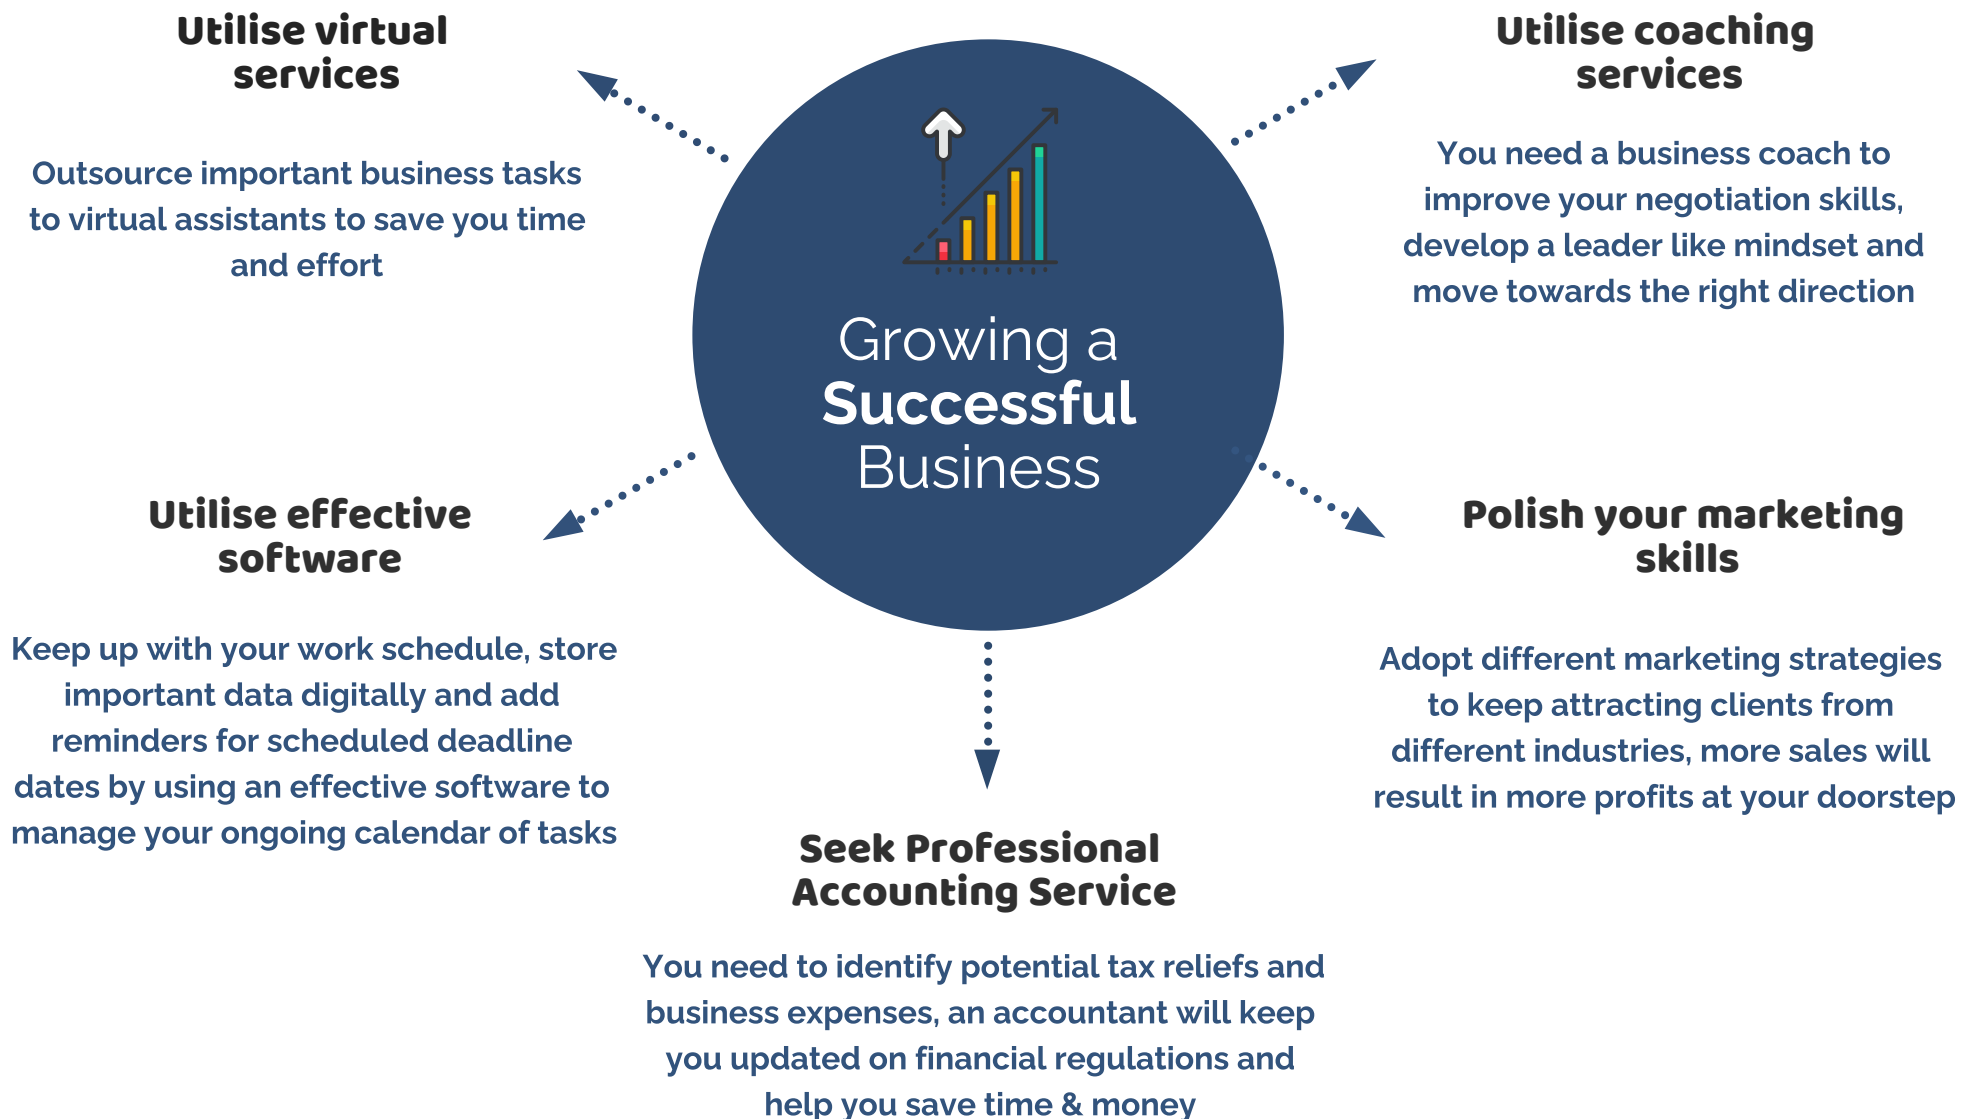 Utilise virtual
services
Outsource important business tasks
to virtual assistants to save you time
and effort
Utilise coaching
services
You need a business coach to
improve your negotiation skills,
develop a leader like mindset and
move towards the right direction
Growing a
Successful
Business
Utilise effective
software
Keep up with your work schedule, store
important data digitally and add
reminders for scheduled deadline
dates by using an effective software to
manage your ongoing calendar of tasks
Polish your marketing
skills
Adopt different marketing strategies
to keep attracting clients from
different industries, more sales will
result in more profits at your doorstep
Seek Professional
Accounting Service
You need to identify potential tax reliefs and
business expenses, an accountant will keep
you updated on financial regulations and
help you save time & money